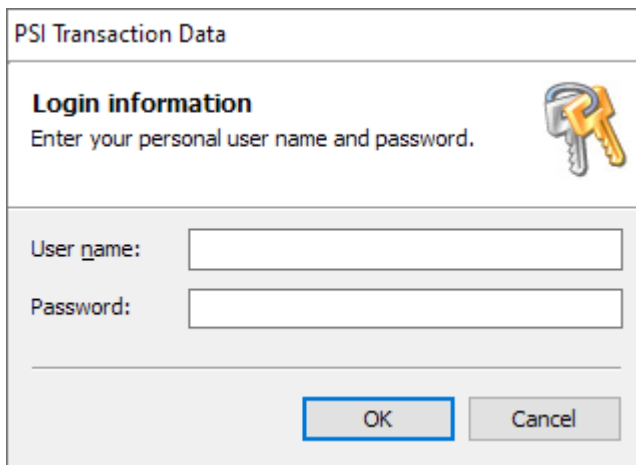 PSI Transaction Data
Login information
Enter your personal user name and password.
User name:
Password:
OK
Cancel